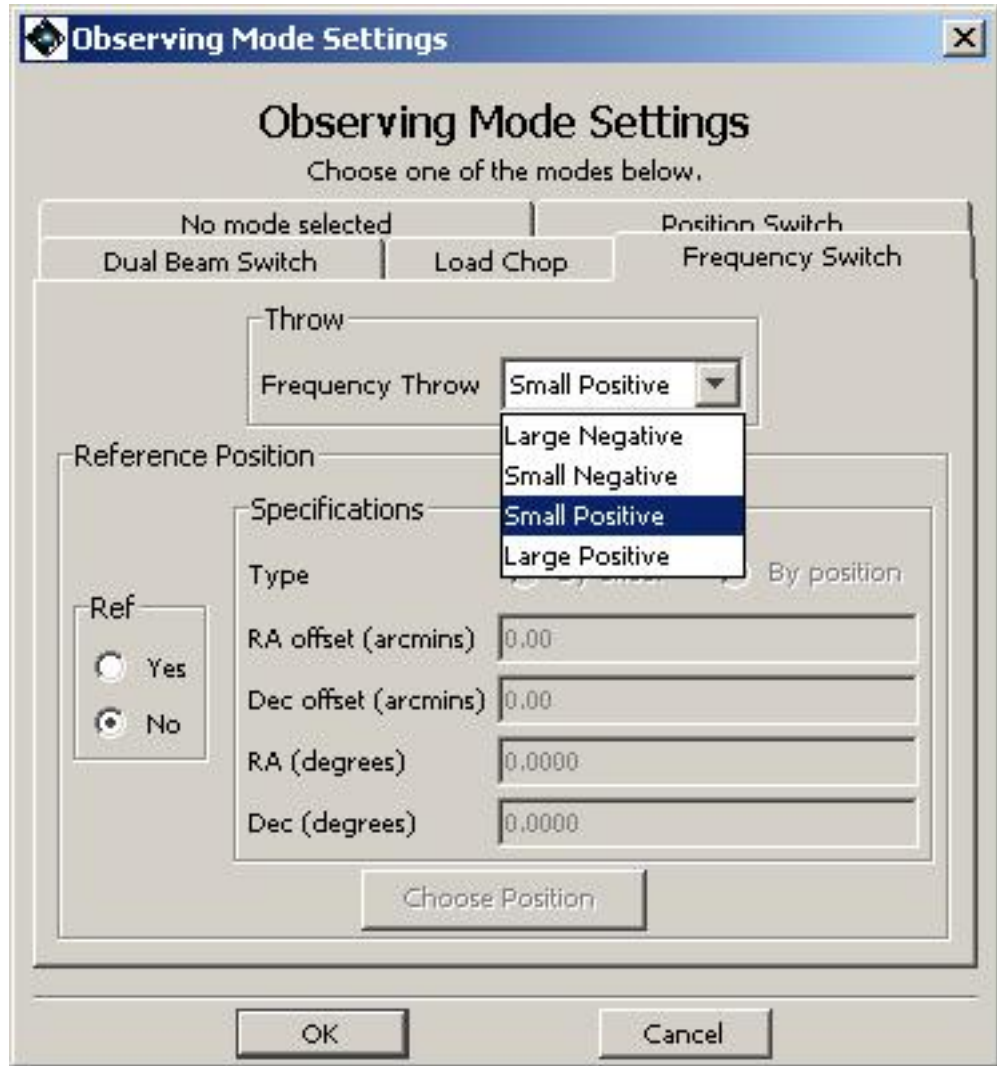 Observing Mode Settings
Observing Mode Settings
Choose one of the modes below.
No mode selected
Position Switch
Dual Beam Switch
Load Chop
Frequency Switch
Throw
Frequency Throw
Small Positive
Large Negative
Small Negative
Small Positive
Large Positive
Reference Position
Specifications
Type
By position
Ref
Yes
No
RA offset (arcmins)
0.00
Dec offset (arcmins)
0.00
RA (degrees)
0.0000
Dec (degrees)
0.0000
Choose Position
OK
Cancel